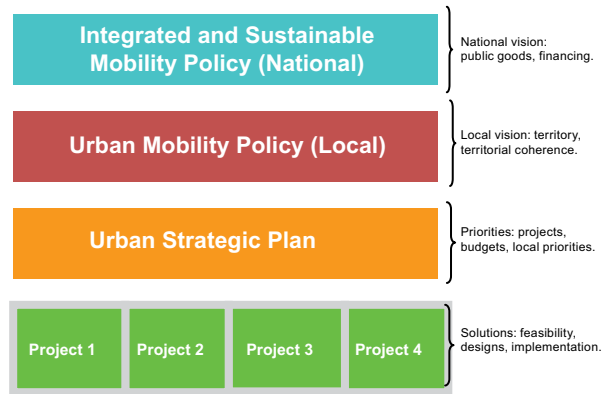 Integrated and Sustainable
Mobility Policy (National)
National vision:
public goods, financing.
Urban Mobility Policy (Local)
Local vision: territory,
territorial coherence.
Urban Strategic Plan
Priorities: projects,
budgets, local priorities.
Project 1
Project 2
Project 3
Project 4
Solutions: feasibility,
designs, implementation.